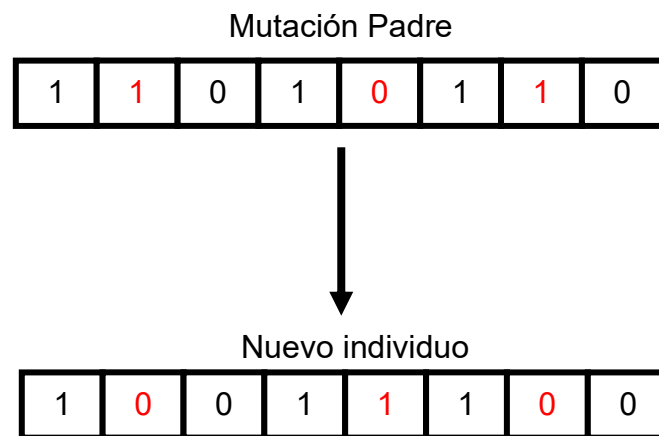 Mutación Padre
1 1 0 1 0 1 1 0
Nuevo individuo
1 0 0 1 1 1 0 0